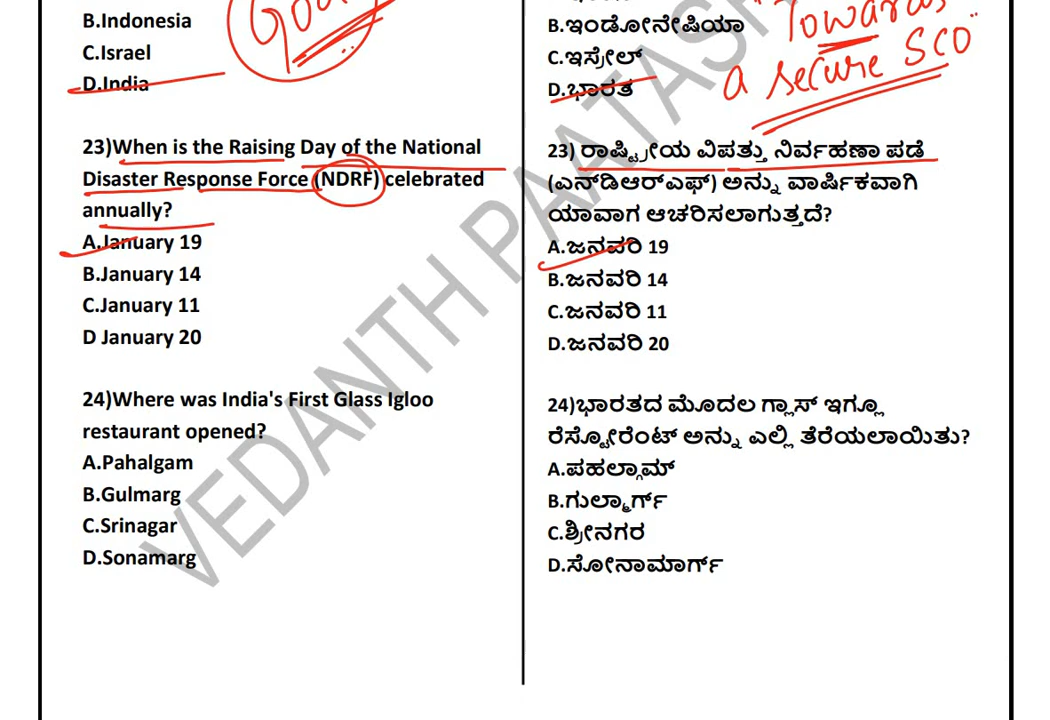 B.Indonesia
C.Israel
D.India
23)When is the Raising Day of the National
Disaster Response Force (NDRF) celebrated
annually?
A.January 19
B.January 14
C.January 11
D January 20
24)Where was India's First Glass Igloo
restaurant opened?
A.Pahalgam
B.Gulmarg
C.Srinagar
D.Sonamarg
B.ಇಂಡೋನೇಷಿಯಾ
C.ಇಸ್ರೇಲ್
D.ಭಾರತ
Towards
a secure SCO
23) ರಾಷ್ಟ್ರೀಯ ವಿಪತ್ತು ನಿರ್ವಹಣಾ ಪಡೆ
(ಎನ್‌ಡಿಆರ್‌ಎಫ್) ಅನ್ನು ವಾರ್ಷಿಕವಾಗಿ
ಯಾವಾಗ ಆಚರಿಸಲಾಗುತ್ತದೆ?
A.ಜನವರಿ 19
B.ಜನವರಿ 14
C.ಜನವರಿ 11
D.ಜನವರಿ 20
24)ಭಾರತದ ಮೊದಲ ಗ್ಲಾಸ್ ಇಗ್ಲೂ
ರೆಸ್ಟೋರೆಂಟ್ ಅನ್ನು ಎಲ್ಲಿ ತೆರೆಯಲಾಯಿತು?
A.ಪಹಲ್ಗಾಮ್
B.ಗುಲ್ಮಾರ್ಗ್
C.ಶ್ರೀನಗರ
D.ಸೋನಾಮಾರ್ಗ್
VEDANTH PAATASH